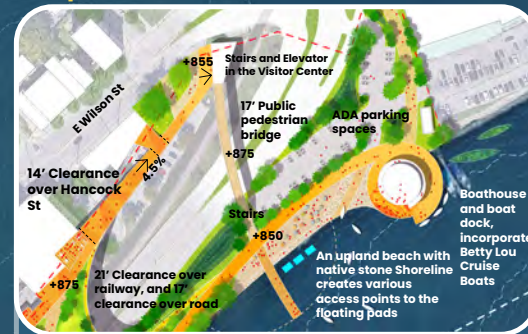 +855
Stairs and Elevator
in the Visitor Center
E Wilson St
17' Public
pedestrian
bridge
+875
ADA parking
spaces
4.5%
14' Clearance
over Hancock
St
Stairs
+850
Boathouse
and boat
dock,
incorporate
Betty Lou
Cruise
Boats
An upland beach with
native stone Shoreline
creates various
access points to the
floating pads
+875
21' Clearance over
railway, and 17'
clearance over road